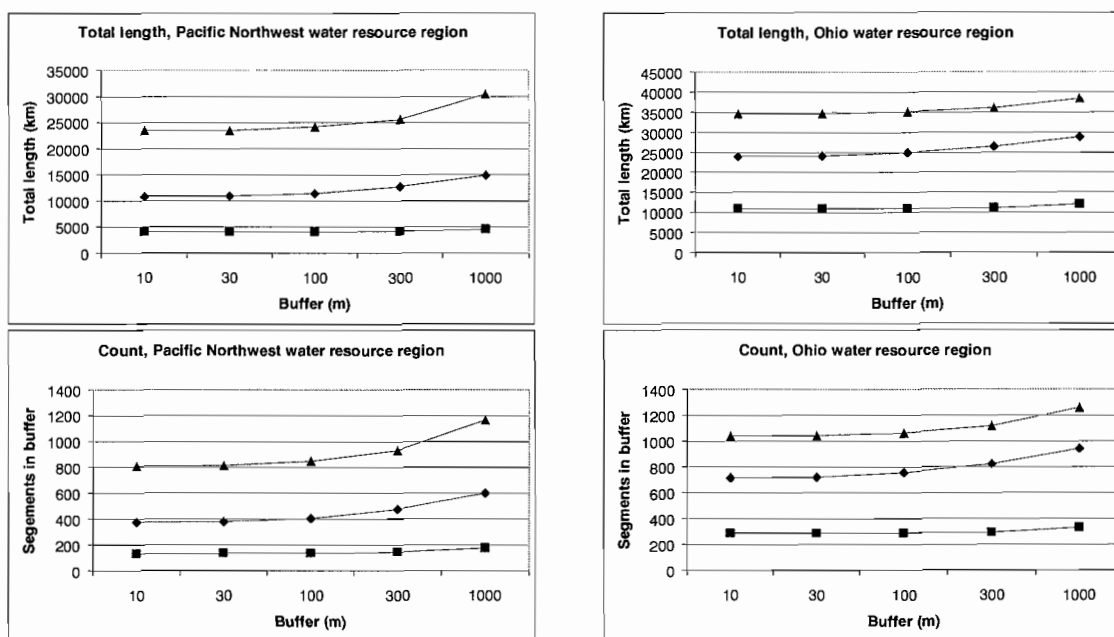 Total length, Pacific Northwest water resource region
Total length (km)
35000
30000
25000
20000
15000
10000
5000
0
10 30 100 300 1000
Buffer (m)
Total length, Ohio water resource region
Total length (km)
45000
40000
35000
30000
25000
20000
15000
10000
5000
0
10 30 100 300 1000
Buffer (m)
Count, Pacific Northwest water resource region
Segements in buffer
1400
1200
1000
800
600
400
200
0
10 30 100 300 1000
Buffer (m)
Count, Ohio water resource region
Segments in buffer
1400
1200
1000
800
600
400
200
0
10 30 100 300 1000
Buffer (m)